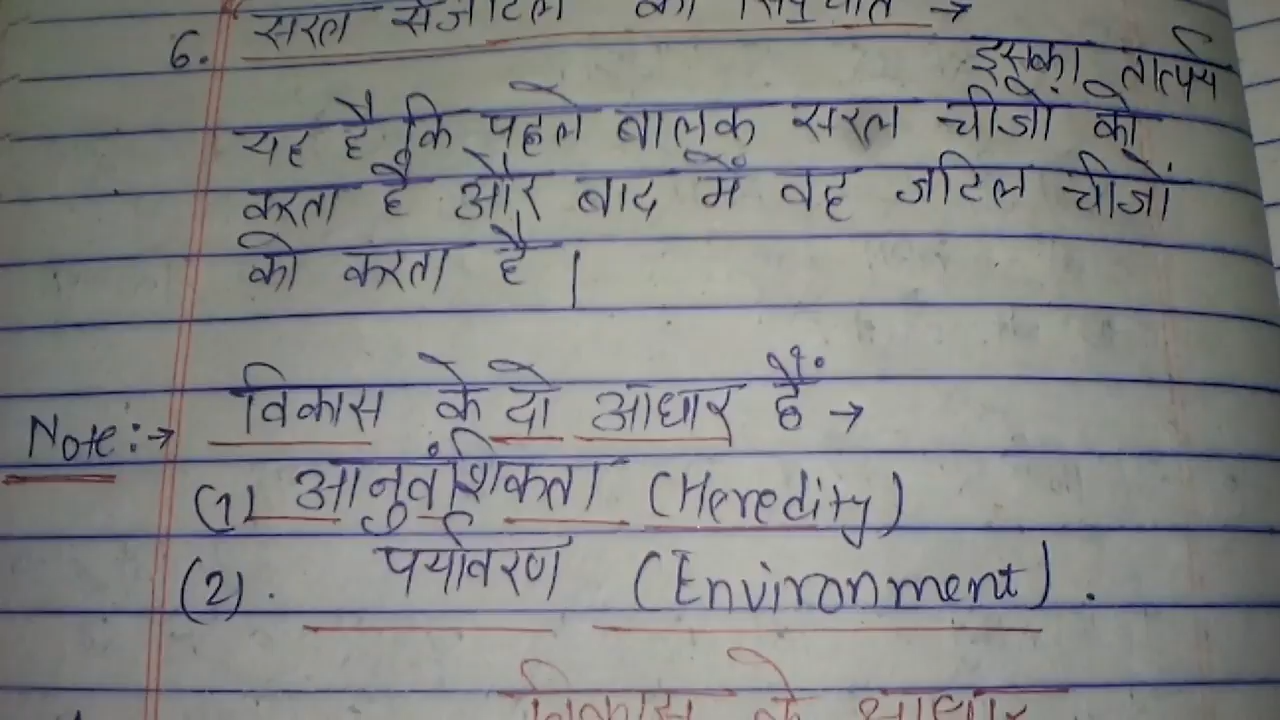 6. सरल से जटिल का सिद्धांत →
इसका तात्पर्य
यह है कि पहले बालक सरल चीजों को
करता है और बाद में वह जटिल चीजों
को करता है |
Note :→ विकास के दो आधार हैं →
(1) आनुवंशिकता (Heredity)
(2). पर्यावरण (Environment) .
विकास के आधार